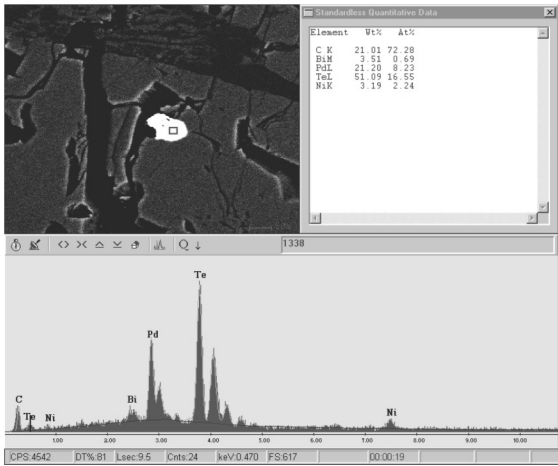 Standardless Quantitative Data
Element Wt% At%
C K 21.01 72.28
BiM 3.51 0.69
PdL 21.20 8.23
TeL 51.09 16.55
NiK 3.19 2.24
1338
Te
Pd
Bi
C
Te
Ni
Ni
1.00 2.00 3.00 4.00 5.00 6.00 7.00 8.00 9.00 10.00
CPS:4542 DT%:81 Lsec:9.5 Cnts:24 keV:0.470 FS:617 00:00:19